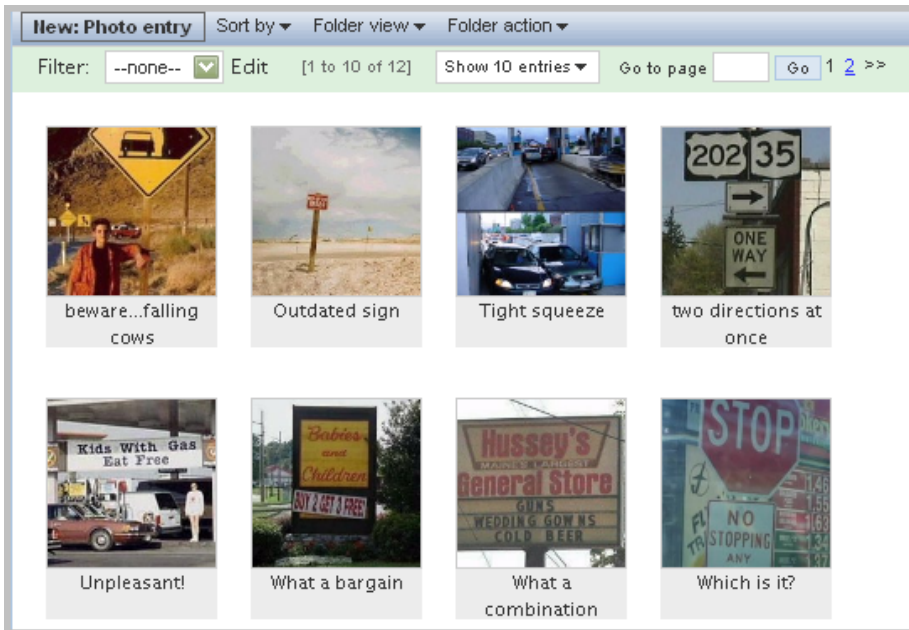 New: Photo entry Sort by Folder view Folder action
Filter: --none-- Edit [1 to 10 of 12] Show 10 entries Go to page Go 1 2 >>
202 35
ONE
WAY
beware...falling
cows
Outdated sign
Tight squeeze
two directions at
once
Kids With Gas
Eat Free
Babies
and
Children
BUY 2 GET 3 FREE!
Hussey's
MAINE'S LARGEST
General Store
GUNS
WEDDING GOWNS
COLD BEER
STOP
NO
STOPPING
ANY
Unpleasant!
What a bargain
What a
combination
Which is it?